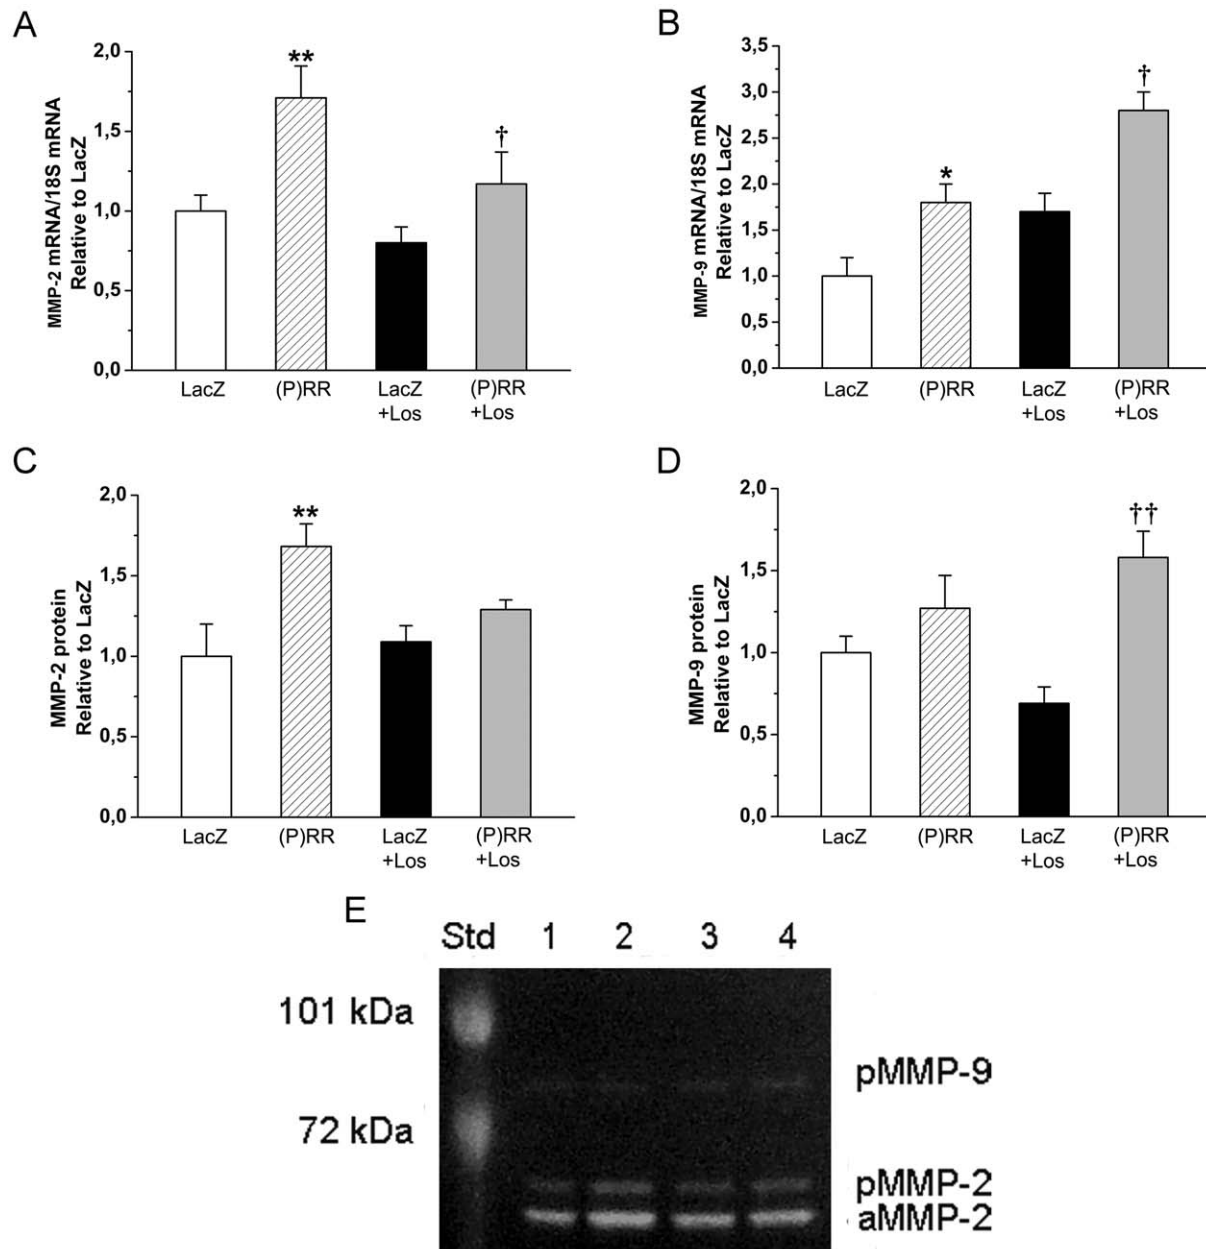 A
MMP-2 mRNA/18S mRNA
Relative to LacZ
2,0
1,5
1,0
0,5
0,0
**
†
LacZ
(P)RR
LacZ
+Los
(P)RR
+Los
B
MMP-9 mRNA/18S mRNA
Relative to LacZ
3,5
3,0
2,5
2,0
1,5
1,0
0,5
0,0
*
†
LacZ
(P)RR
LacZ
+Los
(P)RR
+Los
C
MMP-2 protein
Relative to LacZ
2,0
1,5
1,0
0,5
0,0
**
LacZ
(P)RR
LacZ
+Los
(P)RR
+Los
D
MMP-9 protein
Relative to LacZ
2,0
1,5
1,0
0,5
0,0
††
LacZ
(P)RR
LacZ
+Los
(P)RR
+Los
E
Std 1 2 3 4
101 kDa
72 kDa
pMMP-9
pMMP-2
aMMP-2